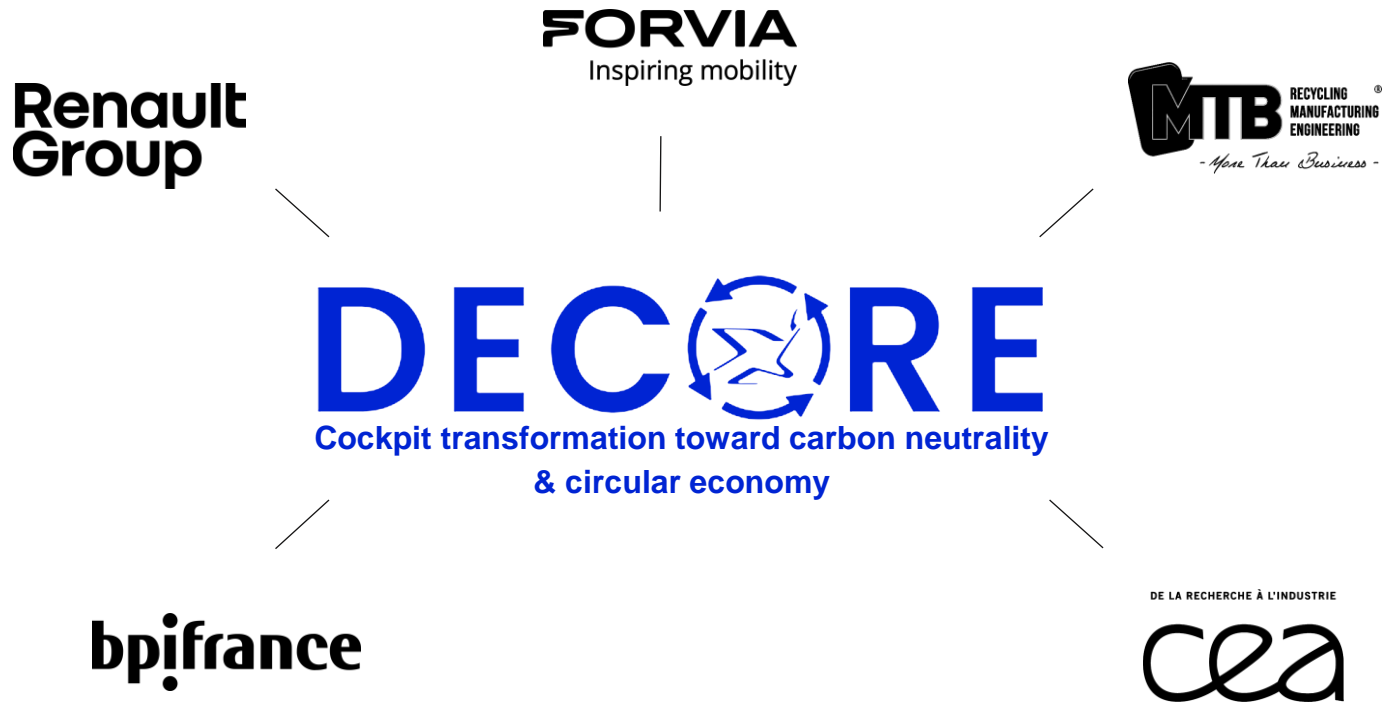 FORVIA
Inspiring mobility
Renault
Group
MTB
RECYCLING
MANUFACTURING
ENGINEERING
®
- More Than Business -
DECORE
Cockpit transformation toward carbon neutrality
& circular economy
bpifrance
DE LA RECHERCHE À L'INDUSTRIE
cea